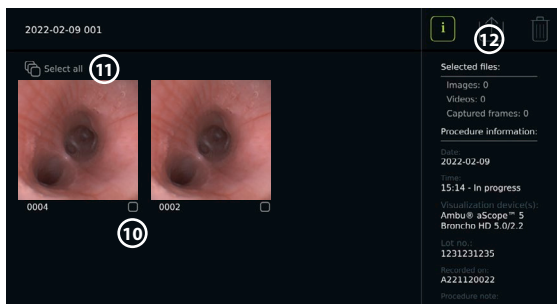 2022-02-09 001
i
12
Select all
11
0004
0002
10
Selected files:
Images: 0
Videos: 0
Captured frames: 0
Procedure information:
Date:
2022-02-09
Time:
15:14 - In progress
Visualization device(s):
Ambu® aScope™ 5
Broncho HD 5.0/2.2
Lot no.:
1231231235
Recorded on:
A221120022
Procedure note: